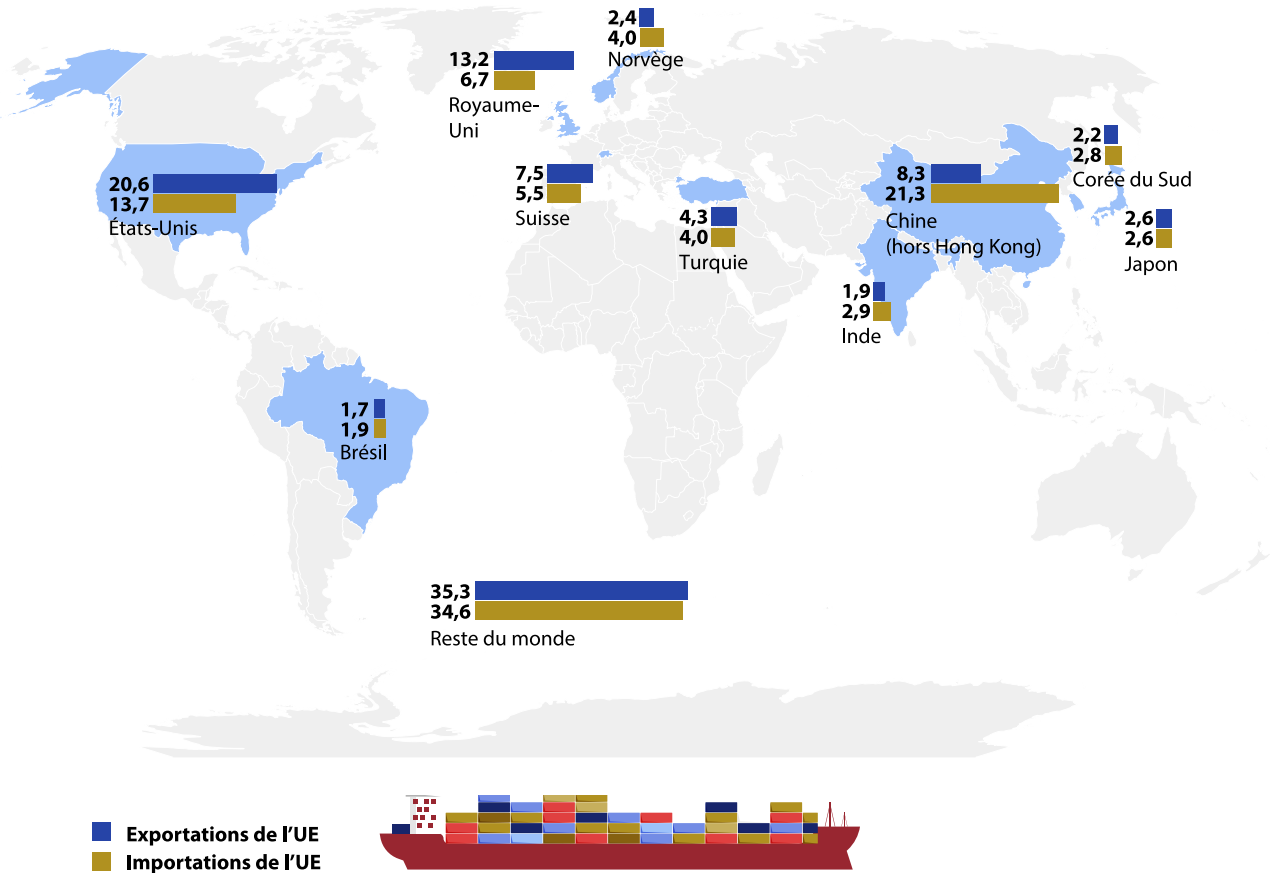 2,4
4,0
Norvège
13,2
6,7
Royaume-
Uni
20,6
13,7
États-Unis
7,5
5,5
Suisse
4,3
4,0
Turquie
8,3
21,3
Chine
(hors Hong Kong)
2,2
2,8
Corée du Sud
2,6
2,6
Japon
1,9
2,9
Inde
1,7
1,9
Brésil
35,3
34,6
Reste du monde
Exportations de l'UE
Importations de l'UE